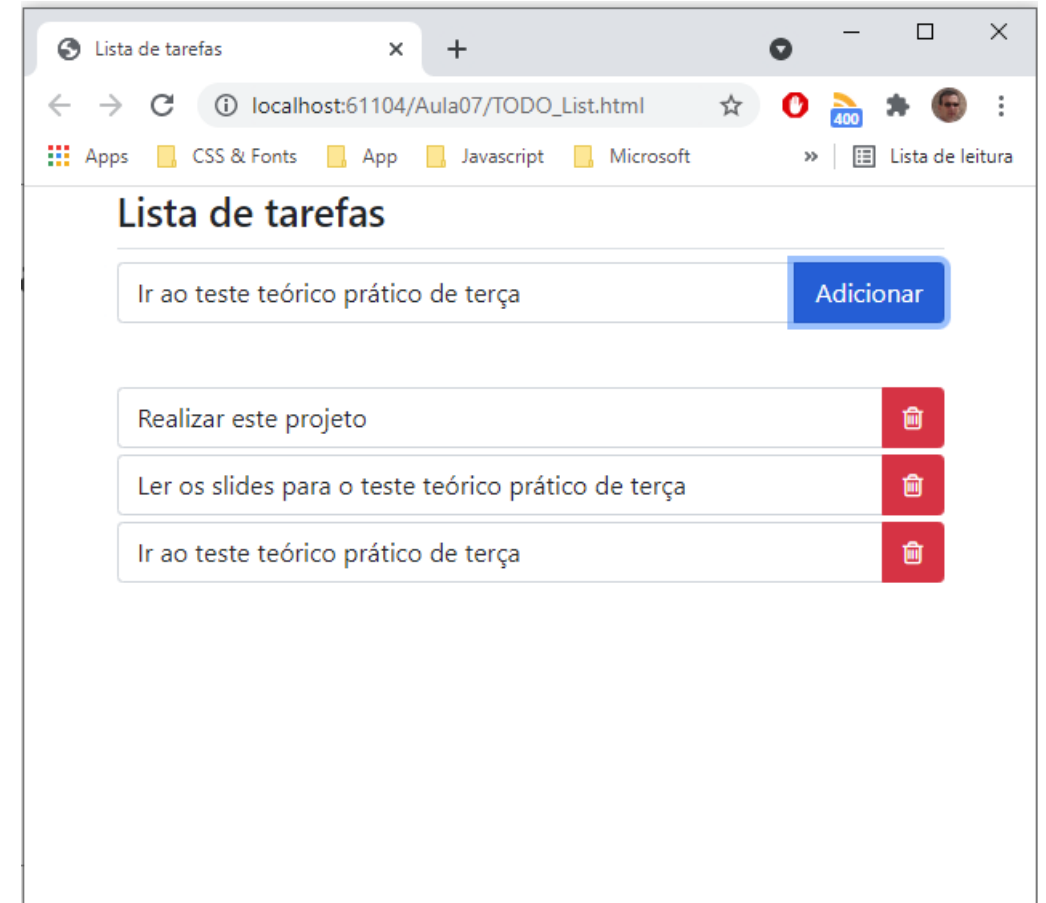 Lista de tarefas
localhost:61104/Aula07/TODO_List.html
400
Apps CSS & Fonts App Javascript Microsoft » Lista de leitura
Lista de tarefas
Ir ao teste teórico prático de terça Adicionar
Realizar este projeto
Ler os slides para o teste teórico prático de terça
Ir ao teste teórico prático de terça